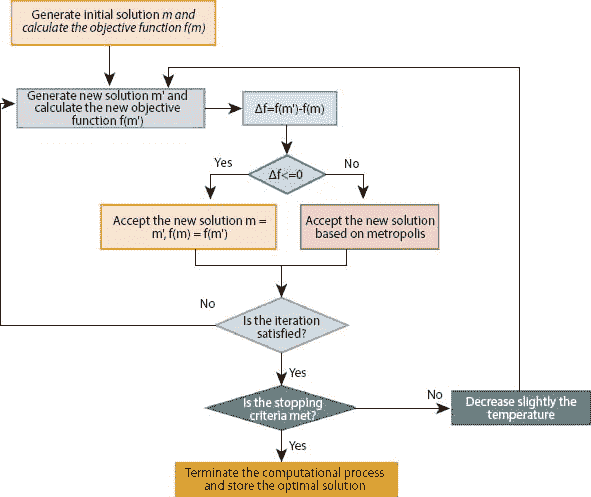 Generate initial solution m and
calculate the objective function f(m)
Generate new solution m' and
calculate the new objective
function f(m')
Δf=f(m')-f(m)
Δf<=0
Yes
No
Accept the new solution m =
m', f(m) = f(m')
Accept the new solution
based on metropolis
Is the iteration
satisfied?
No
Yes
Is the stopping
criteria met?
No
Decrease slightly the
temperature
Yes
Terminate the computational process
and store the optimal solution